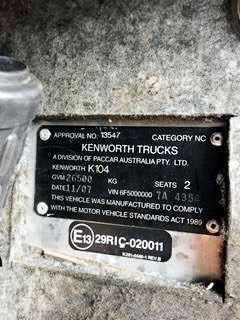 APPROVAL NO: 13547 CATEGORY NC
KENWORTH TRUCKS
A DIVISION OF PACCAR AUSTRALIA PTY. LTD.
KENWORTH K104
GVM 26500 KG SEATS 2
DATE 11/07 VIN 6F5000000 7A 435
THIS VEHICLE WAS MANUFACTURED TO COMPLY
WITH THE MOTOR VEHICLE STANDARDS ACT 1989
E13 29RIC-020011